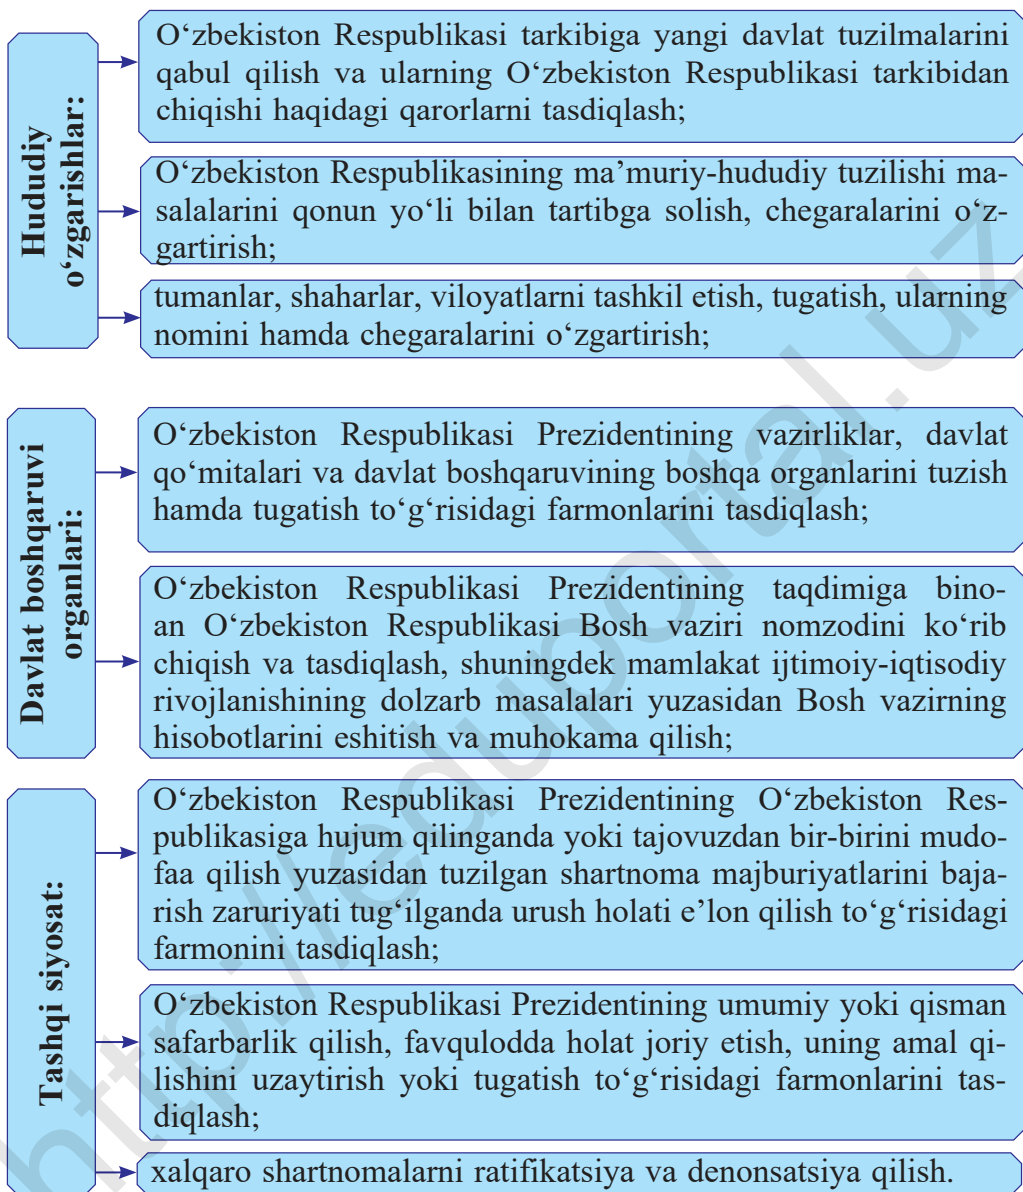 Hududiy
o‘zgarishlar:
O‘zbekiston Respublikasi tarkibiga yangi davlat tuzilmalarini
qabul qilish va ularning O‘zbekiston Respublikasi tarkibidan
chiqishi haqidagi qarorlarni tasdiqlash;
O‘zbekiston Respublikasining ma’muriy-hududiy tuzilishi ma-
salalarini qonun yo‘li bilan tartibga solish, chegaralarini o‘z-
gartirish;
tumanlar, shaharlar, viloyatlarni tashkil etish, tugatish, ularning
nomini hamda chegaralarini o‘zgartirish;
Davlat boshqaruvi
organlari:
O‘zbekiston Respublikasi Prezidentining vazirliklar, davlat
qo‘mitalari va davlat boshqaruvining boshqa organlarini tuzish
hamda tugatish to‘g‘risidagi farmonlarini tasdiqlash;
O‘zbekiston Respublikasi Prezidentining taqdimiga bino-
an O‘zbekiston Respublikasi Bosh vaziri nomzodini ko‘rib
chiqish va tasdiqlash, shuningdek mamlakat ijtimoiy-iqtisodiy
rivojlanishining dolzarb masalalari yuzasidan Bosh vazirning
hisobotlarini eshitish va muhokama qilish;
Tashqi siyosat:
O‘zbekiston Respublikasi Prezidentining O‘zbekiston Res-
publikasiga hujum qilinganda yoki tajovuzdan bir-birini mudo-
faa qilish yuzasidan tuzilgan shartnoma majburiyatlarini baja-
rish zaruriyati tug‘ilganda urush holati e’lon qilish to‘g‘risidagi
farmonini tasdiqlash;
O‘zbekiston Respublikasi Prezidentining umumiy yoki qisman
safarbarlik qilish, favqulodda holat joriy etish, uning amal qi-
lishini uzaytirish yoki tugatish to‘g‘risidagi farmonlarini tas-
diqlash;
xalqaro shartnomalarni ratifikatsiya va denonsatsiya qilish.
http://eduportal.uz